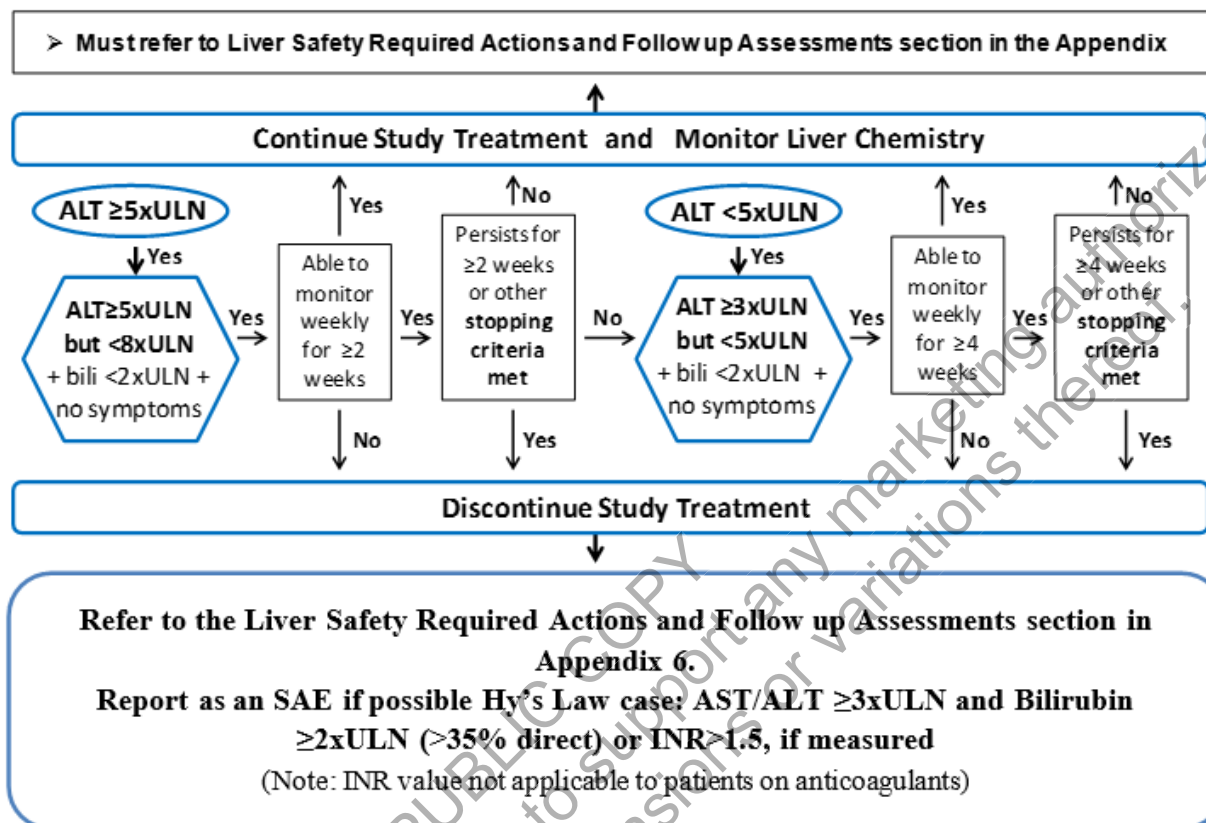 ➢ Must refer to Liver Safety Required Actions and Follow up Assessments section in the Appendix
Continue Study Treatment and Monitor Liver Chemistry
ALT ≥5xULN
Yes
ALT≥5xULN
but <8xULN
+ bili <2xULN +
no symptoms
Yes
Yes
Able to
monitor
weekly
for ≥2
weeks
No
Yes
No
Persists for
≥2 weeks
or other
stopping
criteria
met
Yes
No
ALT <5xULN
Yes
ALT ≥3xULN
but <5xULN
+ bili <2xULN +
no symptoms
Yes
Yes
Able to
monitor
weekly
for ≥4
weeks
No
Yes
No
Persists for
≥4 weeks
or other
stopping
criteria
met
Yes
Discontinue Study Treatment
Refer to the Liver Safety Required Actions and Follow up Assessments section in
Appendix 6.
Report as an SAE if possible Hy's Law case: AST/ALT ≥3xULN and Bilirubin
≥2xULN (>35% direct) or INR>1.5, if measured
(Note: INR value not applicable to patients on anticoagulants)
PUBLIC COPY
to support any marketing authoriz
or variations thereof.